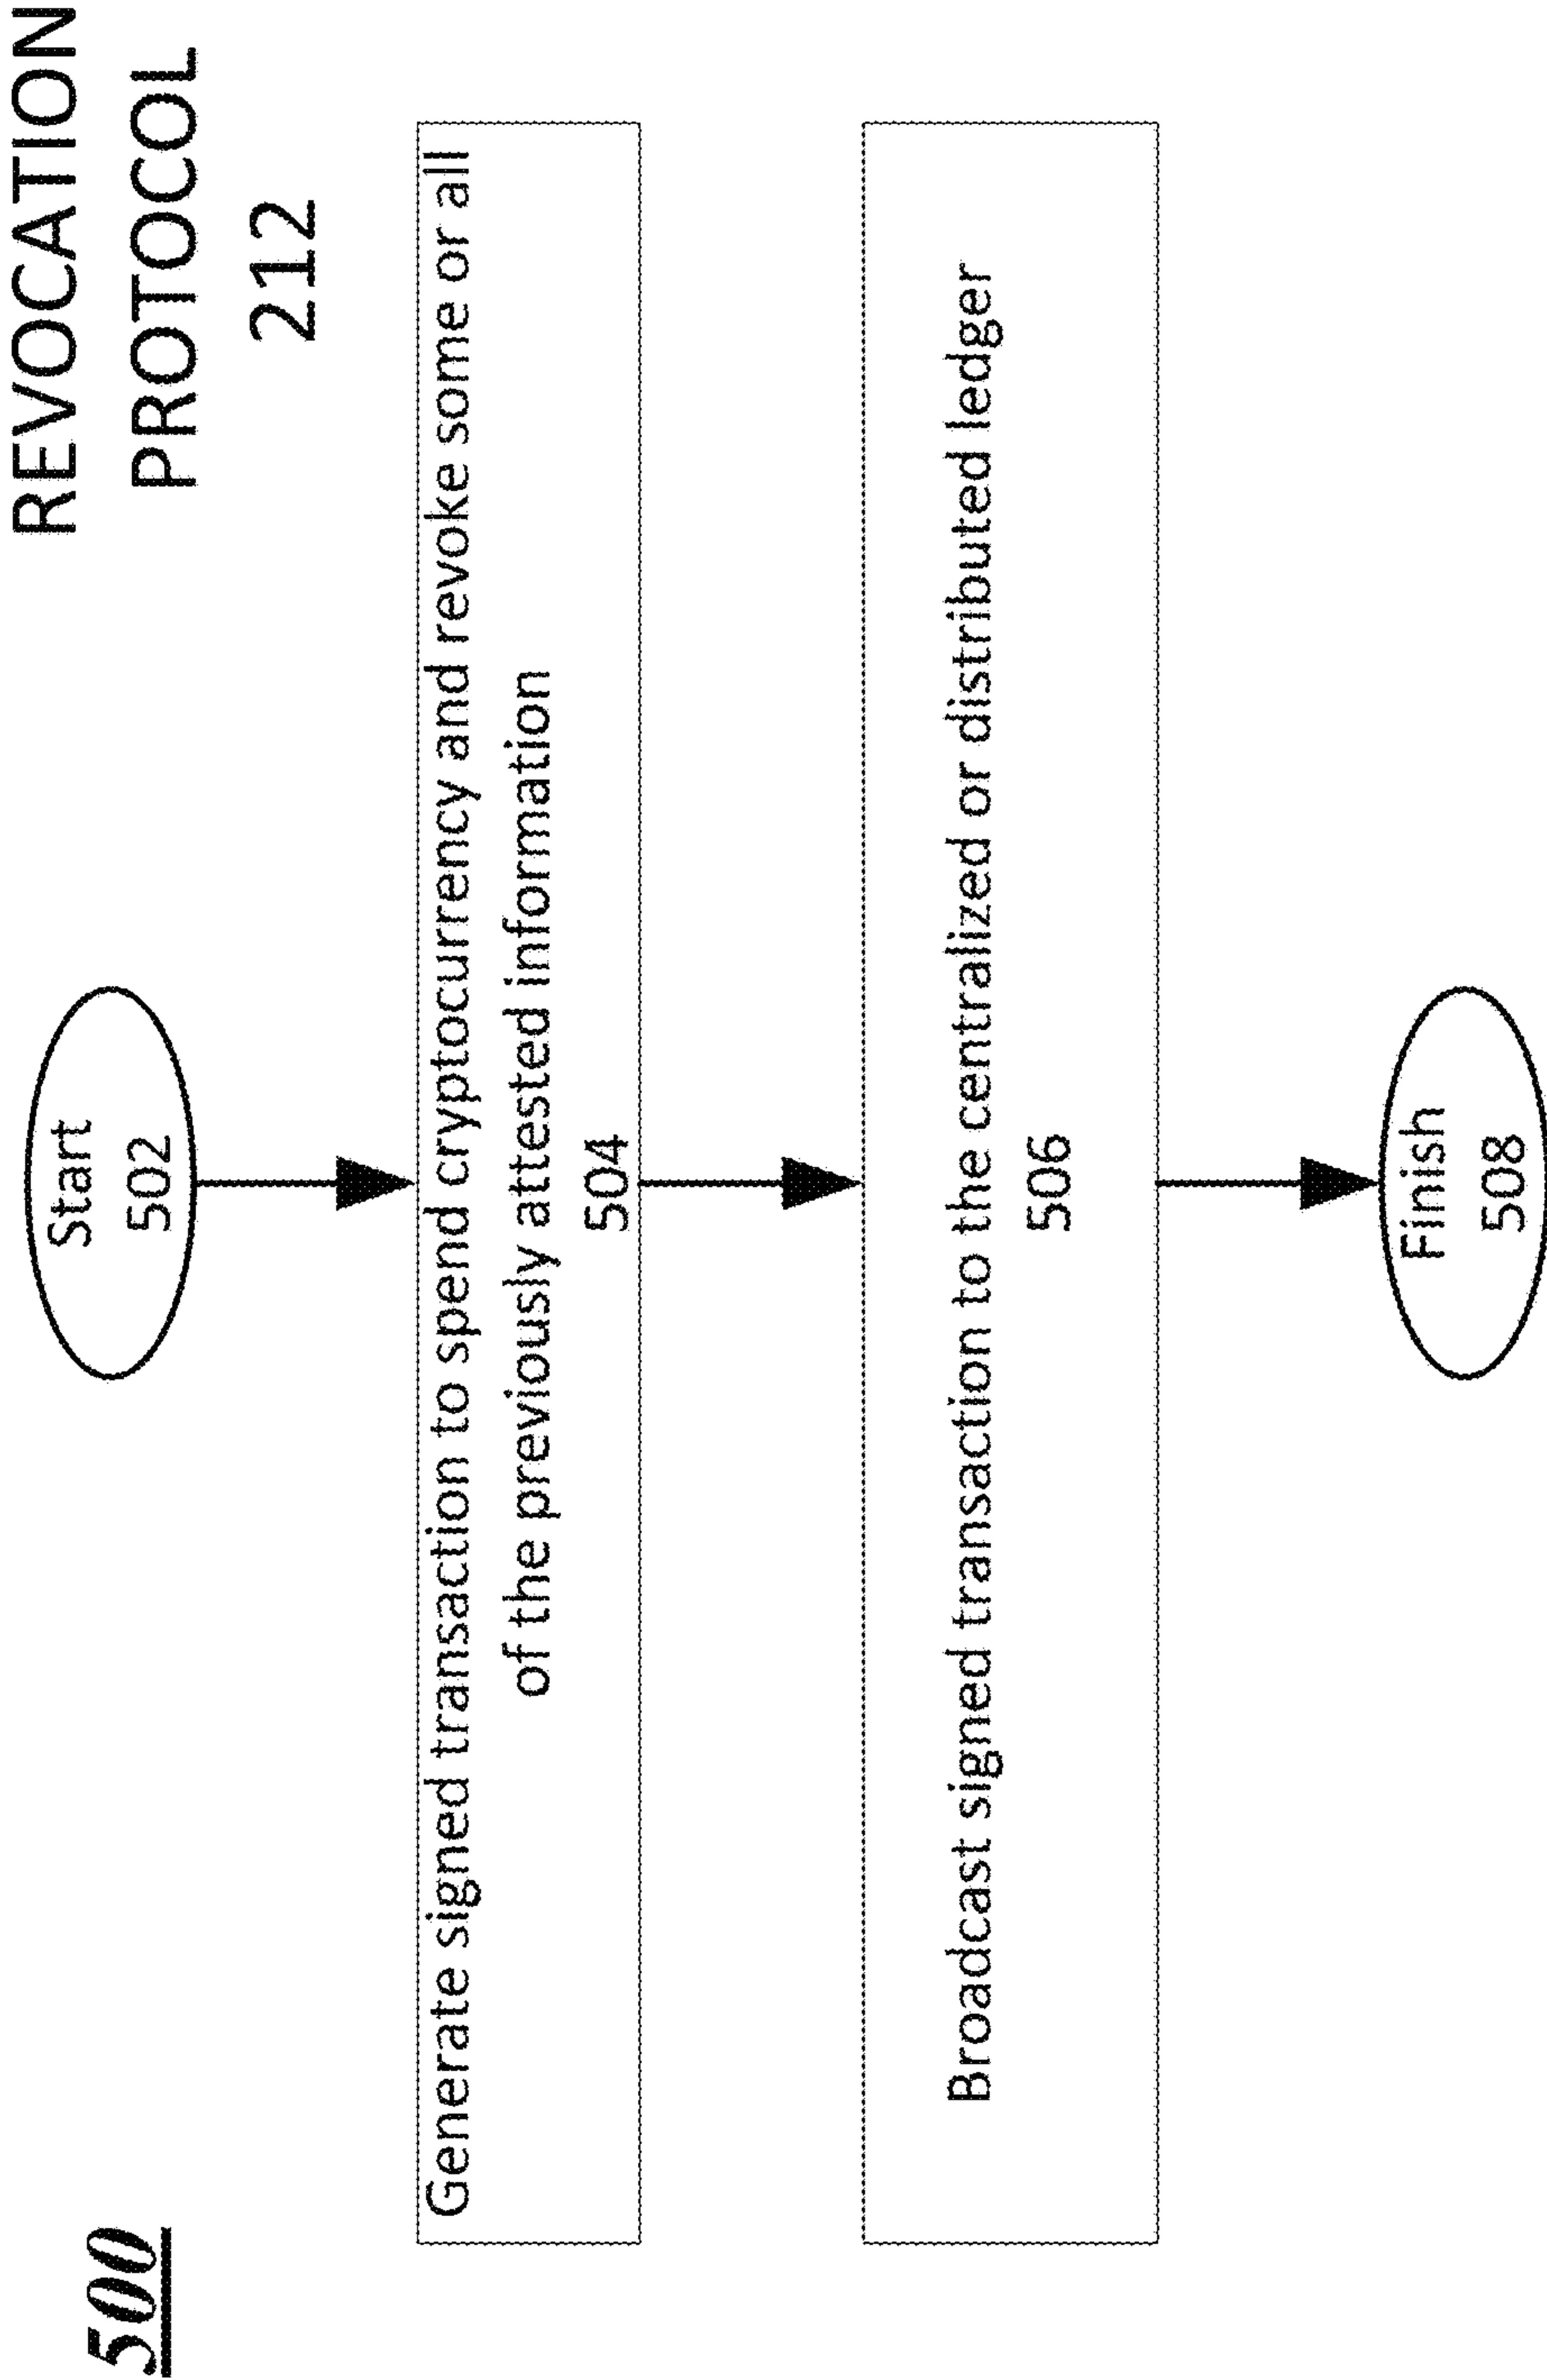 500
REVOCATION
PROTOCOL
212
Start
502
Generate signed transaction to spend cryptocurrency and revoke some or all
of the previously attested information
504
Broadcast signed transaction to the centralized or distributed ledger
506
Finish
508